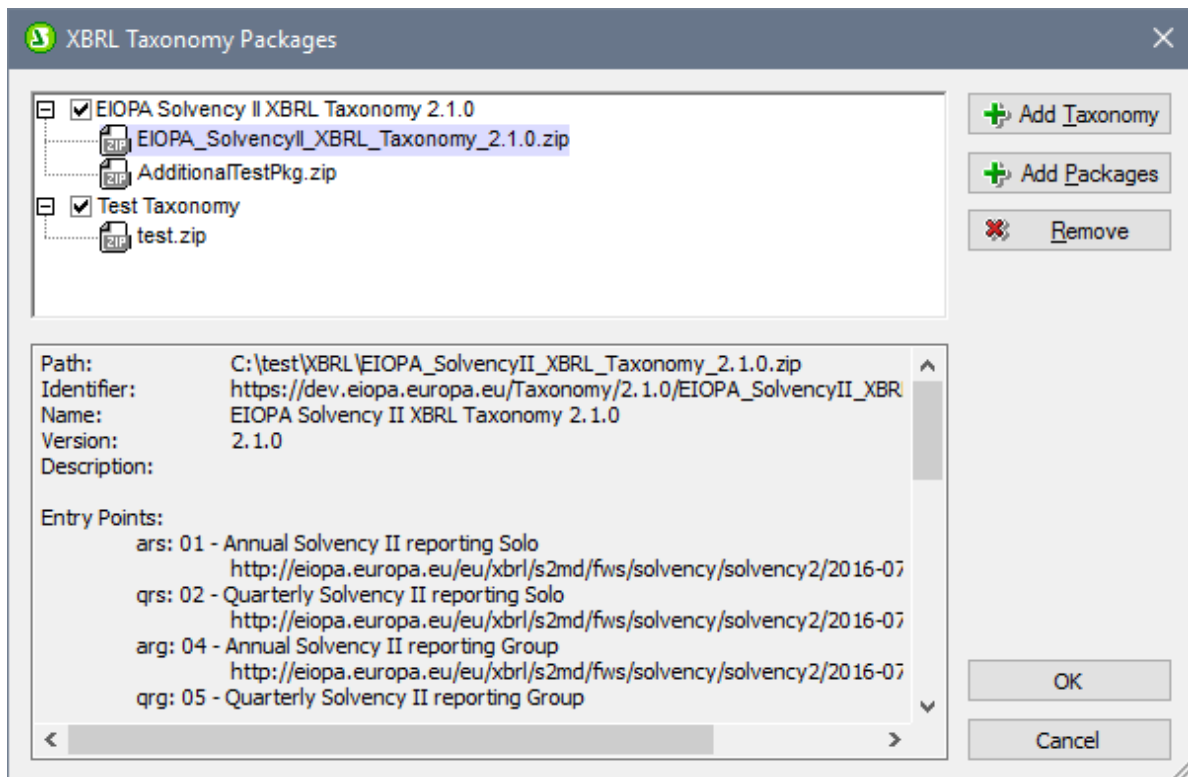 XBRL Taxonomy Packages
EIOPA Solvency II XBRL Taxonomy 2.1.0
EIOPA_SolvencyII_XBRL_Taxonomy_2.1.0.zip
AdditionalTestPkg.zip
Test Taxonomy
test.zip
Add Taxonomy
Add Packages
Remove
Path: C:\test\XBRL\EIOPA_SolvencyII_XBRL_Taxonomy_2.1.0.zip
Identifier: https://dev.eiopa.europa.eu/Taxonomy/2.1.0/EIOPA_SolvencyII_XBRL
Name: EIOPA Solvency II XBRL Taxonomy 2.1.0
Version: 2.1.0
Description:
Entry Points:
ars: 01 - Annual Solvency II reporting Solo
http://eiopa.europa.eu/eu/xbrl/s2md/fws/solvency/solvency2/2016-07
qrs: 02 - Quarterly Solvency II reporting Solo
http://eiopa.europa.eu/eu/xbrl/s2md/fws/solvency/solvency2/2016-07
arg: 04 - Annual Solvency II reporting Group
http://eiopa.europa.eu/eu/xbrl/s2md/fws/solvency/solvency2/2016-07
qrg: 05 - Quarterly Solvency II reporting Group
OK
Cancel